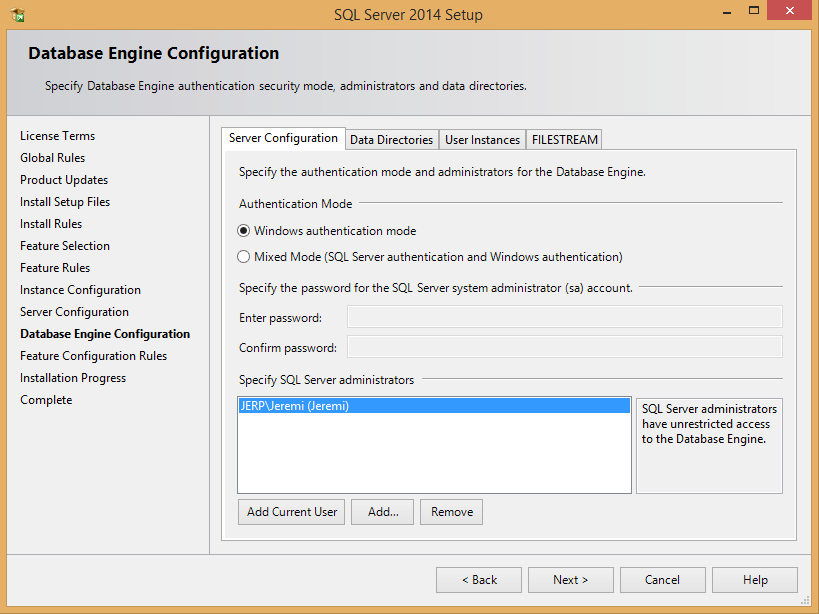 SQL Server 2014 Setup
Database Engine Configuration
Specify Database Engine authentication security mode, administrators and data directories.
License Terms
Global Rules
Product Updates
Install Setup Files
Install Rules
Feature Selection
Feature Rules
Instance Configuration
Server Configuration
Database Engine Configuration
Feature Configuration Rules
Installation Progress
Complete
Server Configuration Data Directories User Instances FILESTREAM
Specify the authentication mode and administrators for the Database Engine.
Authentication Mode
Windows authentication mode
Mixed Mode (SQL Server authentication and Windows authentication)
Specify the password for the SQL Server system administrator (sa) account.
Enter password:
Confirm password:
Specify SQL Server administrators
JERP\Jeremi (Jeremi)
SQL Server administrators
have unrestricted access
to the Database Engine.
Add Current User Add... Remove
< Back Next > Cancel Help